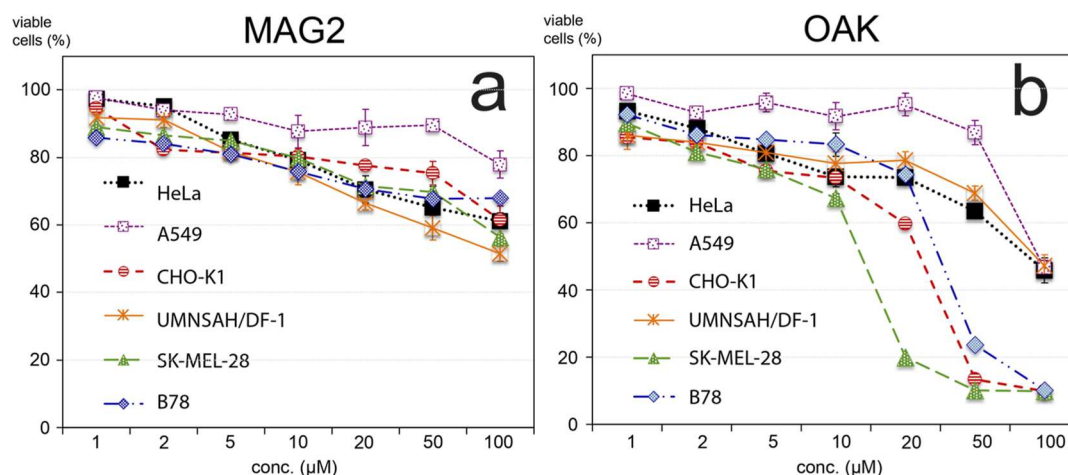 viable
cells (%)
MAG2
a
100
80
60
40
20
0
HeLa
A549
CHO-K1
UMNSAH/DF-1
SK-MEL-28
B78
1 2 5 10 20 50 100
conc. (µM)
viable
cells (%)
OAK
b
100
80
60
40
20
0
HeLa
A549
CHO-K1
UMNSAH/DF-1
SK-MEL-28
B78
1 2 5 10 20 50 100
conc. (µM)